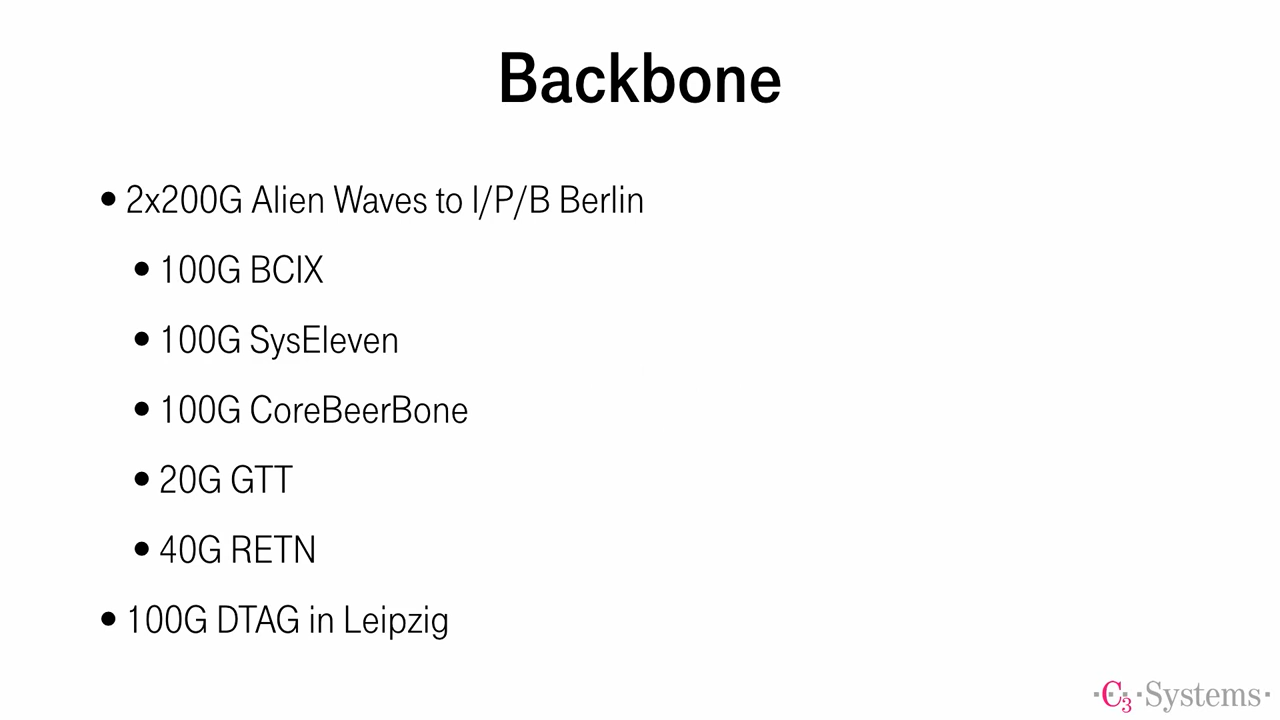 Backbone
• 2x200G Alien Waves to I/P/B Berlin
• 100G BCIX
• 100G SysEleven
• 100G CoreBeerBone
• 20G GTT
• 40G RETN
• 100G DTAG in Leipzig
C3 Systems